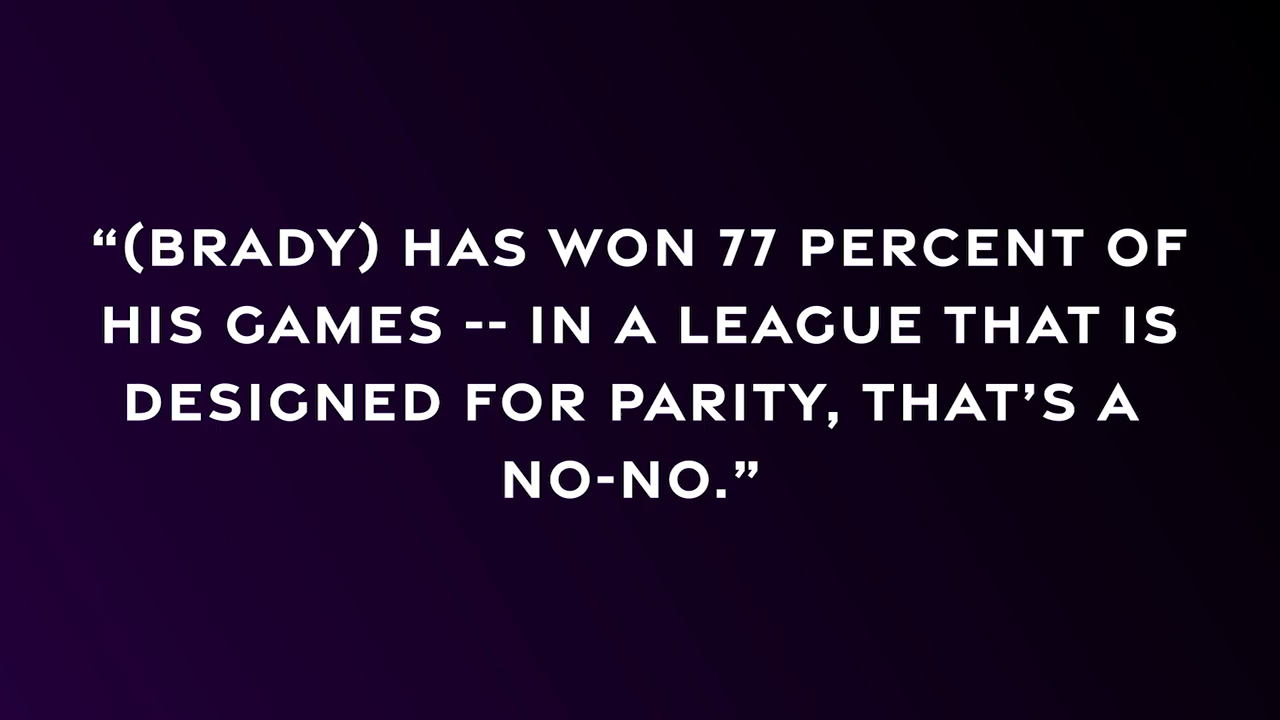 “(BRADY) HAS WON 77 PERCENT OF
HIS GAMES -- IN A LEAGUE THAT IS
DESIGNED FOR PARITY, THAT’S A
NO-NO.”